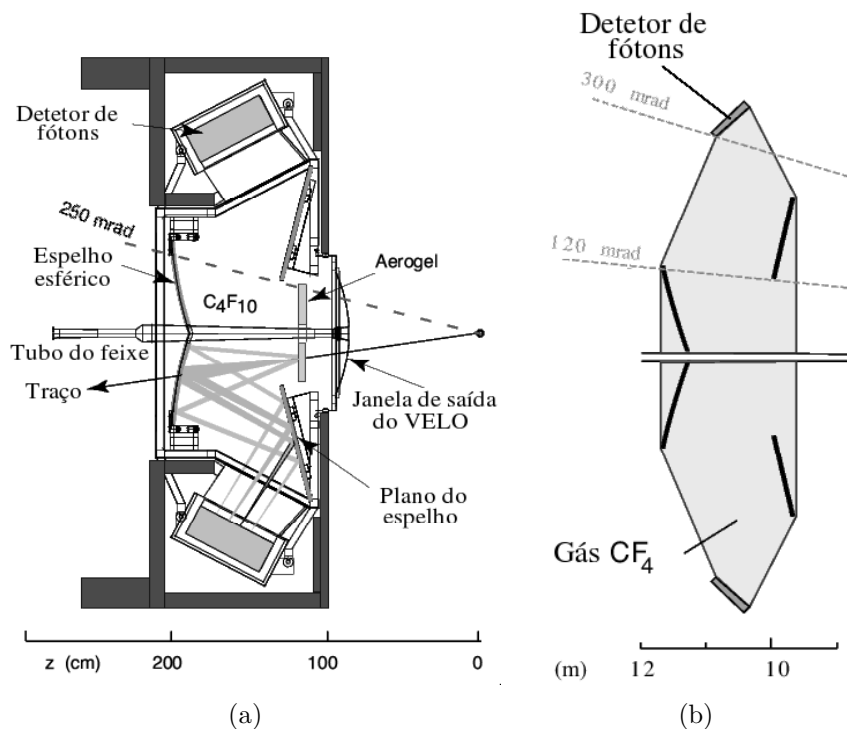 Detetor de
fótons
250 mrad
Espelho
esférico
C4F10
Aerogel
Tubo do feixe
Traço
Janela de saída
do VELO
Plano do
espelho
z (cm)
200
100
0
(a)
Detetor de
fótons
300 mrad
120 mrad
Gás CF4
(m)
12
10
(b)